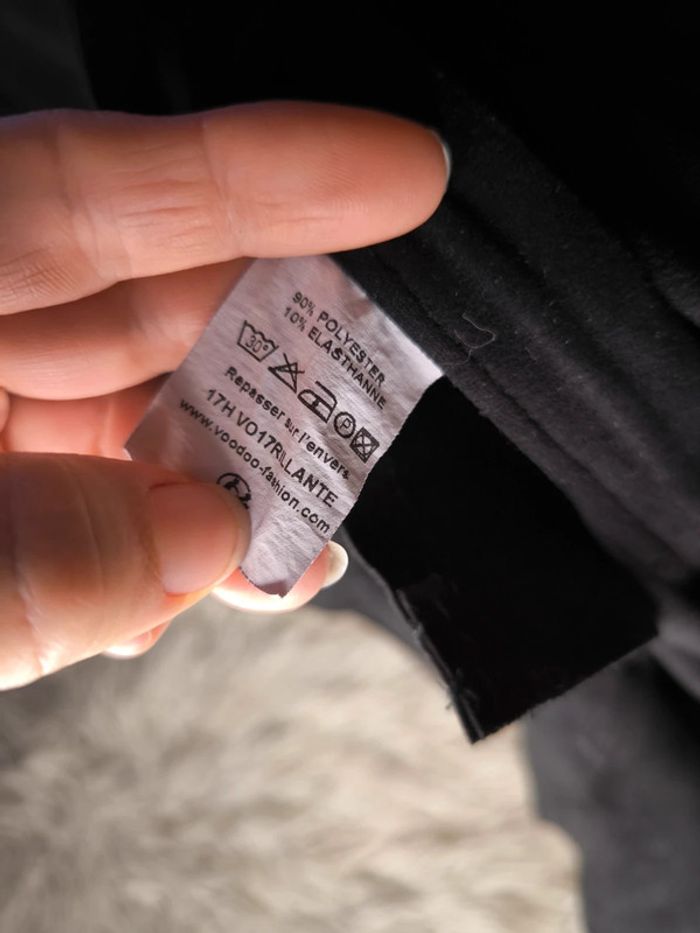 90% POLYESTER
10% ELASTHANNE
30°
P
Repasser sur l'envers
17H VO17RILLANTE
www.voodoo-fashion.com